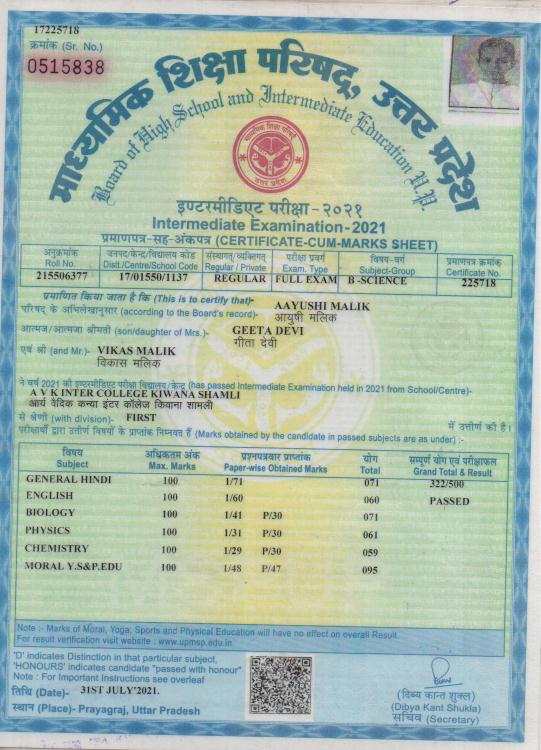 17225718
क्रमांक (Sr. No.)
0515838
माध्यमिक शिक्षा परिषद्, उत्तर प्रदेश
Board of High School and Intermediate Education U.P.
माध्यमिक शिक्षा परिषद्
उत्तर प्रदेश
इण्टरमीडिएट परीक्षा-२०२१
Intermediate Examination-2021
प्रमाणपत्र-सह-अंकपत्र (CERTIFICATE-CUM-MARKS SHEET)
अनुक्रमांक जनपद/केन्द्र/विद्यालय कोड संस्थागत/व्यक्तिगत परीक्षा प्रवर्ग विषय-वर्ग प्रमाणपत्र क्रमांक
Roll No. Distt./Centre/School Code Regular / Private Exam. Type Subject-Group Certificate No.
215506377 17/01550/1137 REGULAR FULL EXAM B -SCIENCE 225718
प्रमाणित किया जाता है कि (This is to certify that)- AAYUSHI MALIK
परिषद् के अभिलेखानुसार (according to the Board's record)- आयुषी मलिक
आत्मज/आत्मजा श्रीमती (son/daughter of Mrs.)- GEETA DEVI
गीता देवी
एवं श्री (and Mr.)- VIKAS MALIK
विकास मलिक
ने वर्ष 2021 की इण्टरमीडिएट परीक्षा विद्यालय/केन्द्र (has passed Intermediate Examination held in 2021 from School/Centre)-
A V K INTER COLLEGE KIWANA SHAMLI
आर्य वैदिक कन्या इंटर कॉलेज किवाना शामली
से श्रेणी (with division)- FIRST में उत्तीर्ण की है।
परीक्षार्थी द्वारा उत्तीर्ण विषयों के प्राप्तांक निम्नवत हैं (Marks obtained by the candidate in passed subjects are as under) :-
विषय अधिकतम अंक प्रश्नपत्रवार प्राप्तांक योग सम्पूर्ण योग एवं परीक्षाफल
Subject Max. Marks Paper-wise Obtained Marks Total Grand Total & Result
GENERAL HINDI 100 1/71 071 322/500
ENGLISH 100 1/60 060 PASSED
BIOLOGY 100 1/41 P/30 071
PHYSICS 100 1/31 P/30 061
CHEMISTRY 100 1/29 P/30 059
MORAL Y.S&P.EDU 100 1/48 P/47 095
Note :- Marks of Moral, Yoga, Sports and Physical Education will have no effect on overall Result.
For result verification visit website : www.upmsp.edu.in
'D' indicates Distinction in that particular subject,
'HONOURS' indicates candidate "passed with honour"
Note : For Important Instructions see overleaf
तिथि (Date)- 31ST JULY'2021.
स्थान (Place)- Prayagraj, Uttar Pradesh
(दिब्य कान्त शुक्ल)
(Dibya Kant Shukla)
सचिव (Secretary)